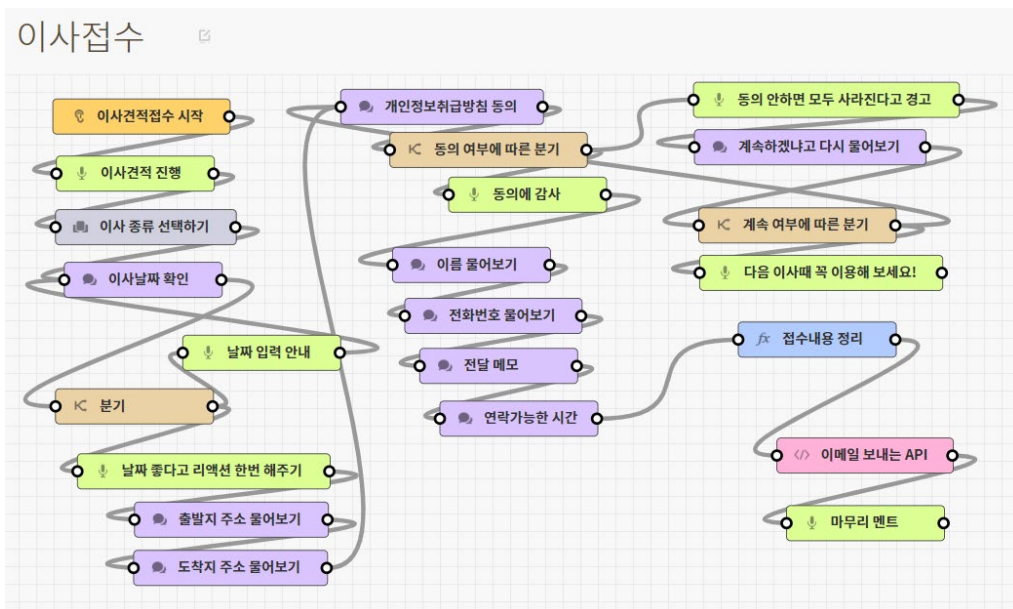 이사접수
이사견적접수 시작
이사견적 진행
이사 종류 선택하기
이사날짜 확인
날짜 입력 안내
분기
날짜 좋다고 리액션 한번 해주기
출발지 주소 물어보기
도착지 주소 물어보기
개인정보취급방침 동의
동의 여부에 따른 분기
동의에 감사
이름 물어보기
전화번호 물어보기
전달 메모
연락가능한 시간
동의 안하면 모두 사라진다고 경고
계속하겠냐고 다시 물어보기
계속 여부에 따른 분기
다음 이사때 꼭 이용해 보세요!
fx 접수내용 정리
</> 이메일 보내는 API
마무리 멘트